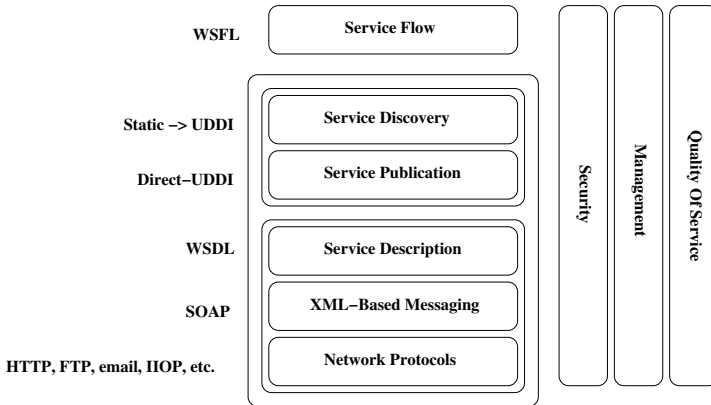 WSFL Service Flow
Static -> UDDI Service Discovery
Direct-UDDI Service Publication
WSDL Service Description
SOAP XML-Based Messaging
HTTP, FTP, email, IIOP, etc. Network Protocols
Security
Management
Quality Of Service